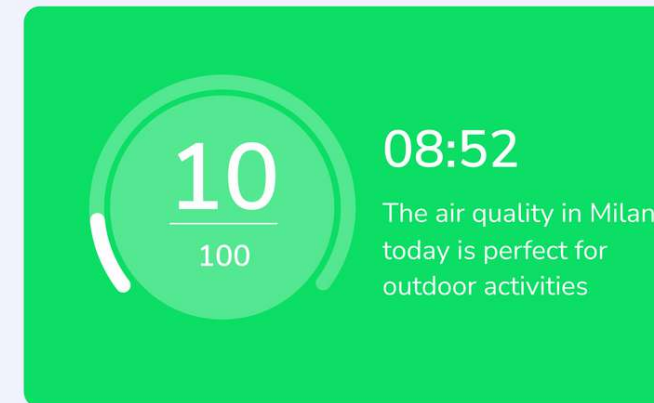 10
100
08:52
The air quality in Milan
today is perfect for
outdoor activities